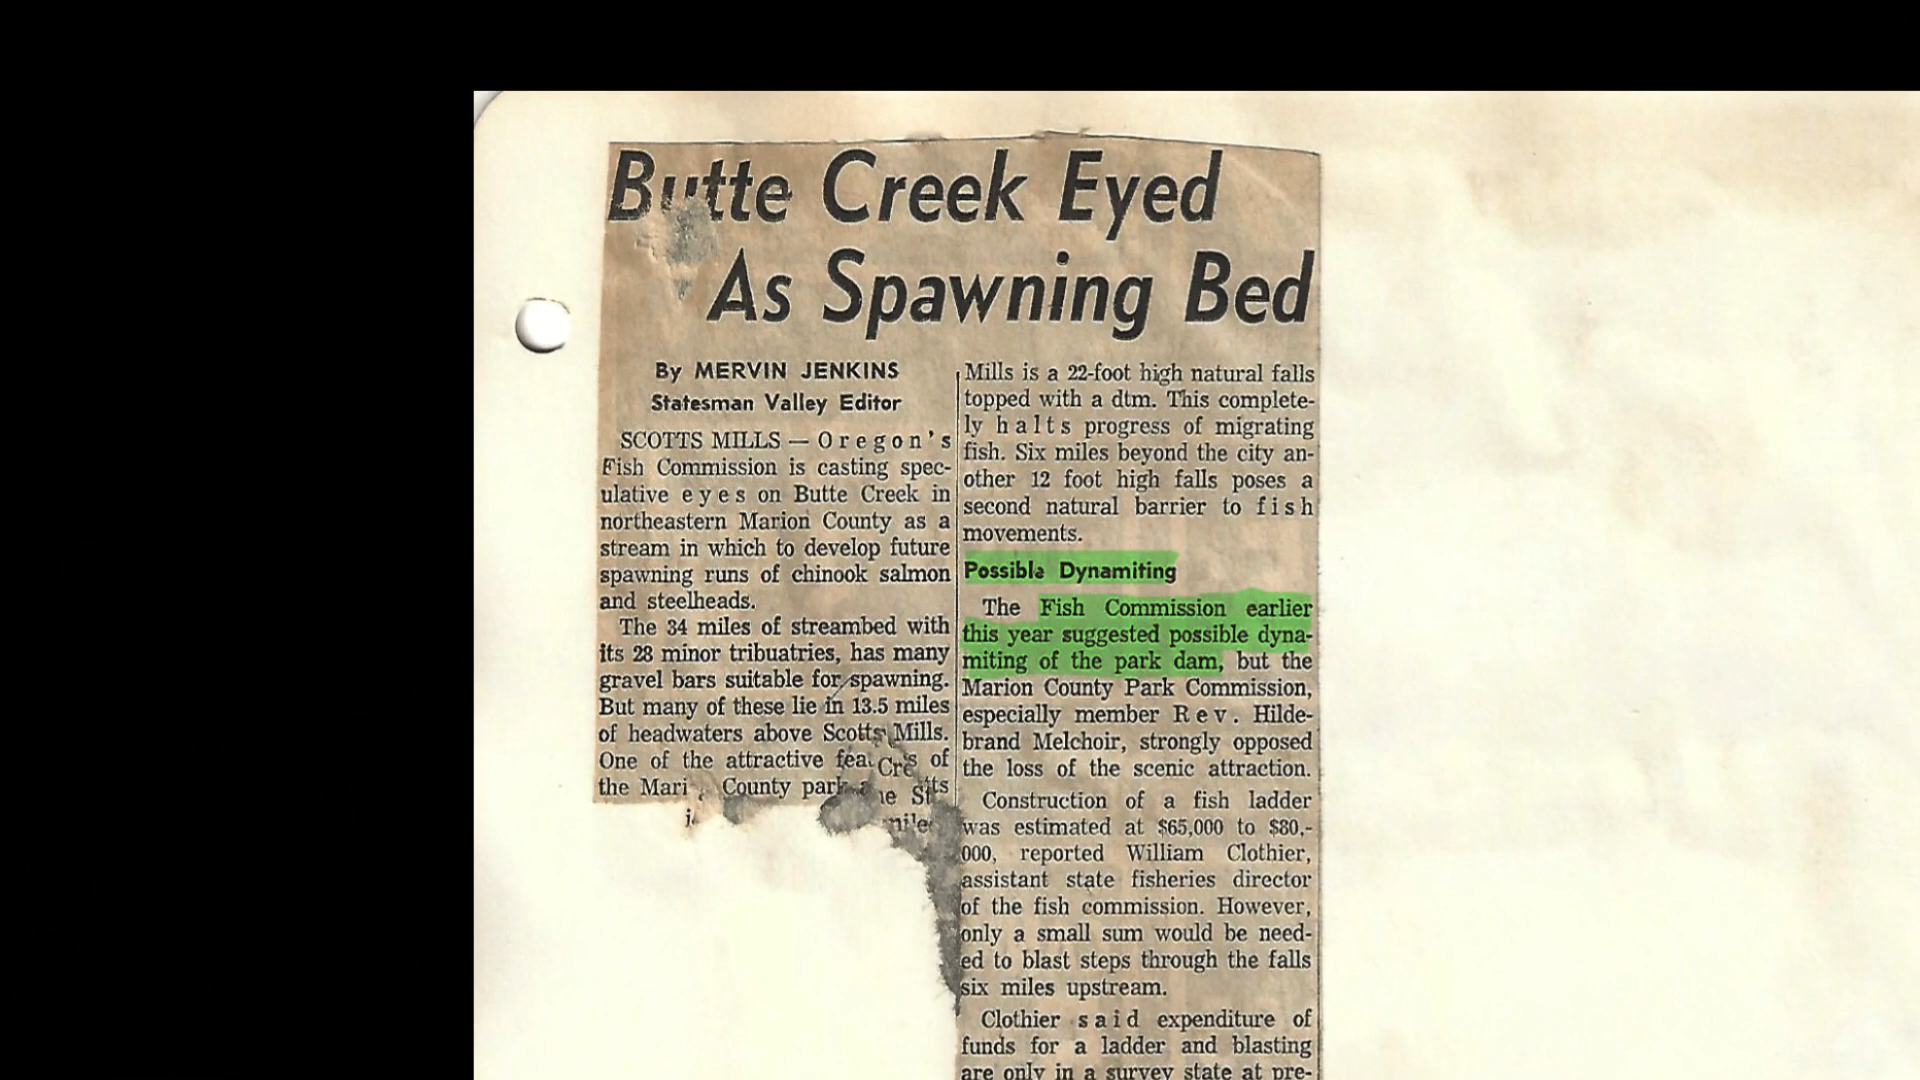 Butte Creek Eyed
As Spawning Bed
By MERVIN JENKINS
Statesman Valley Editor
SCOTTS MILLS — Oregon's
Fish Commission is casting spec-
ulative eyes on Butte Creek in
northeastern Marion County as a
stream in which to develop future
spawning runs of chinook salmon
and steelheads.
The 34 miles of streambed with
its 28 minor tribuatries, has many
gravel bars suitable for spawning.
But many of these lie in 13.5 miles
of headwaters above Scotts Mills.
One of the attractive of
the County park
Mills is a 22-foot high natural falls
topped with a dtm. This complete-
ly halts progress of migrating
fish. Six miles beyond the city an-
other 12 foot high falls poses a
second natural barrier to fish
movements.
Possible Dynamiting
The Fish Commission earlier
this year suggested possible dyna-
miting of the park dam, but the
Marion County Park Commission,
especially member Rev. Hilde-
brand Melchoir, strongly opposed
the loss of the scenic attraction.
Construction of a fish ladder
was estimated at $65,000 to $80,-
000, reported William Clothier,
assistant state fisheries director
of the fish commission. However,
only a small sum would be need-
ed to blast steps through the falls
six miles upstream.
Clothier said expenditure of
funds for a ladder and blasting
are only in a survey state at pre-